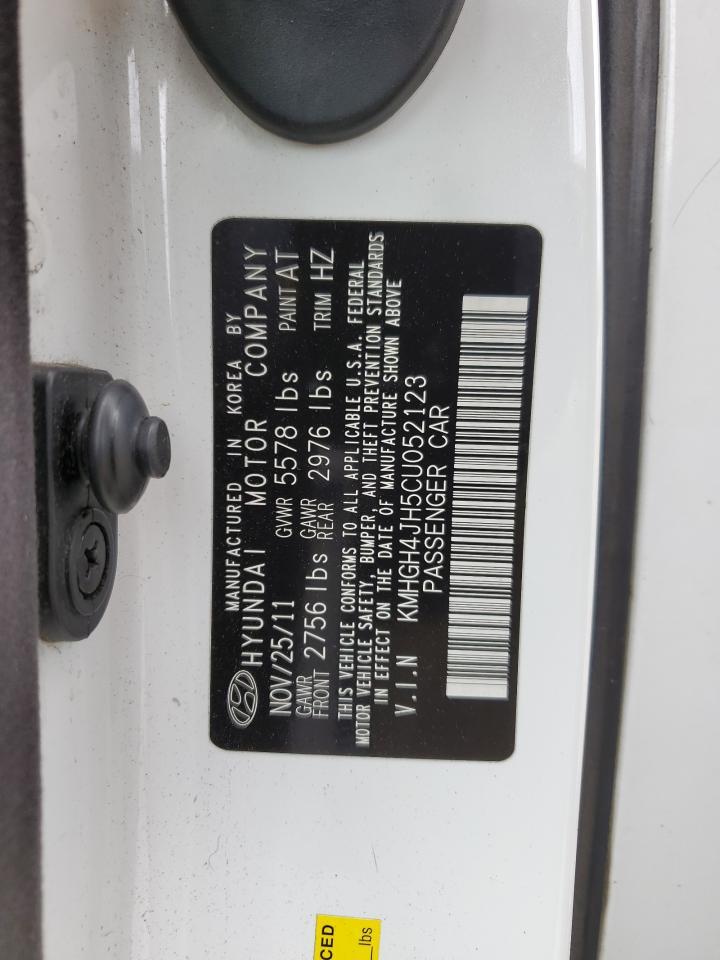 MANUFACTURED IN KOREA BY
HYUNDAI MOTOR COMPANY
NOV/25/11 GVWR 5578 lbs PAINT AT
GAWR FRONT 2756 lbs GAWR REAR 2976 lbs TRIM HZ
THIS VEHICLE CONFORMS TO ALL APPLICABLE U.S.A. FEDERAL
MOTOR VEHICLE SAFETY, BUMPER, AND THEFT PREVENTION STANDARDS
IN EFFECT ON THE DATE OF MANUFACTURE SHOWN ABOVE
V.I.N KMHGH4JH5CU052123
PASSENGER CAR
CED
lbs